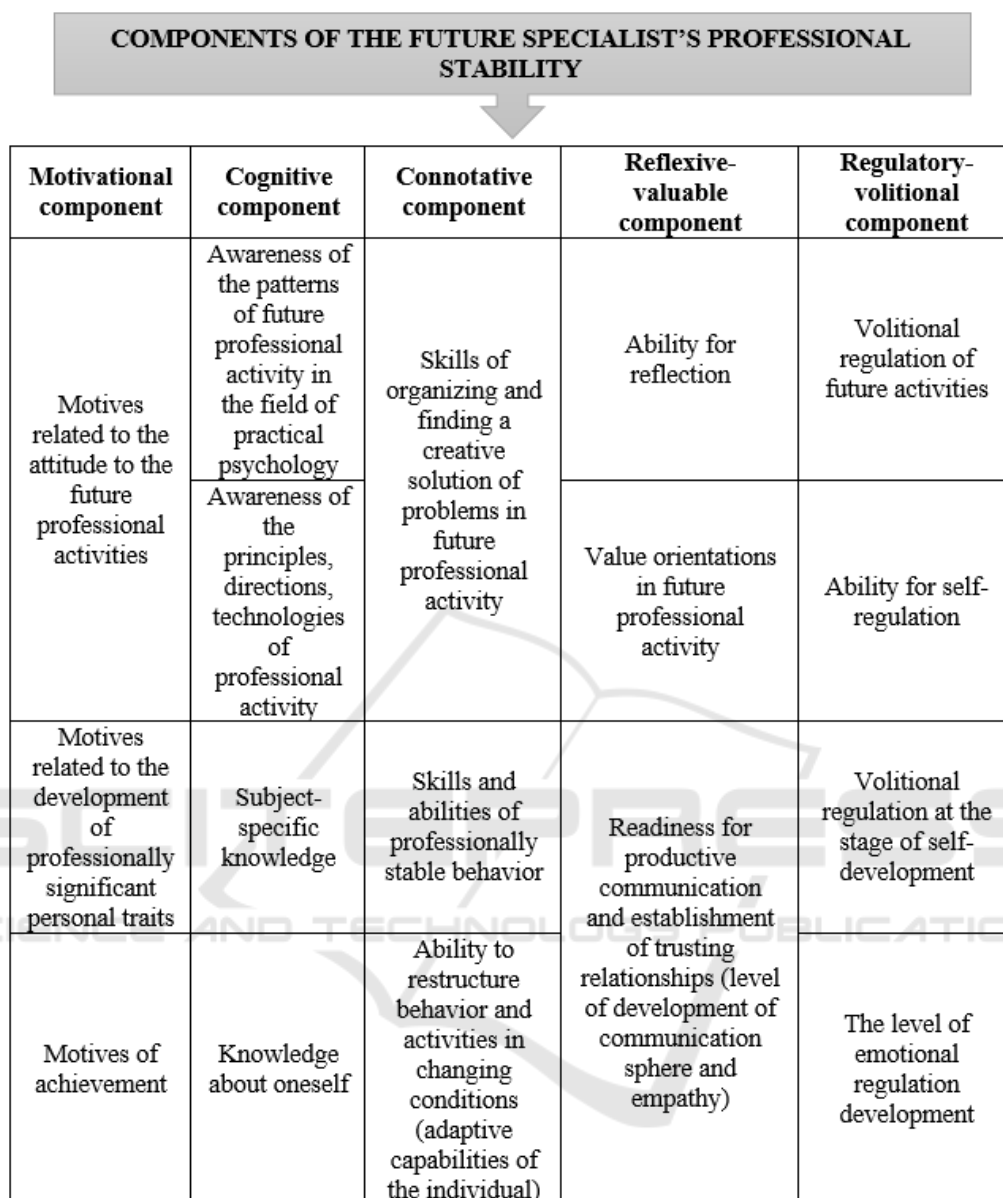 COMPONENTS OF THE FUTURE SPECIALIST'S PROFESSIONAL
STABILITY
Motivational
component
Cognitive
component
Connotative
component
Reflexive-
valuable
component
Regulatory-
volitional
component
Motives
related to the
attitude to the
future
professional
activities
Awareness of
the patterns
of future
professional
activity in
the field of
practical
psychology
Skills of
organizing and
finding a
creative
solution of
problems in
future
professional
activity
Ability for
reflection
Volitional
regulation of
future activities
Awareness of
the
principles,
directions,
technologies
of
professional
activity
Value orientations
in future
professional
activity
Ability for self-
regulation
Motives
related to the
development
of
professionally
significant
personal traits
Subject-
specific
knowledge
Skills and
abilities of
professionally
stable behavior
Readiness for
productive
communication
and establishment
of trusting
relationships (level
of development of
communication
sphere and
empathy)
Volitional
regulation at the
stage of self-
development
Motives of
achievement
Knowledge
about oneself
Ability to
restructure
behavior and
activities in
changing
conditions
(adaptive
capabilities of
the individual)
The level of
emotional
regulation
development
SCITEPRESS